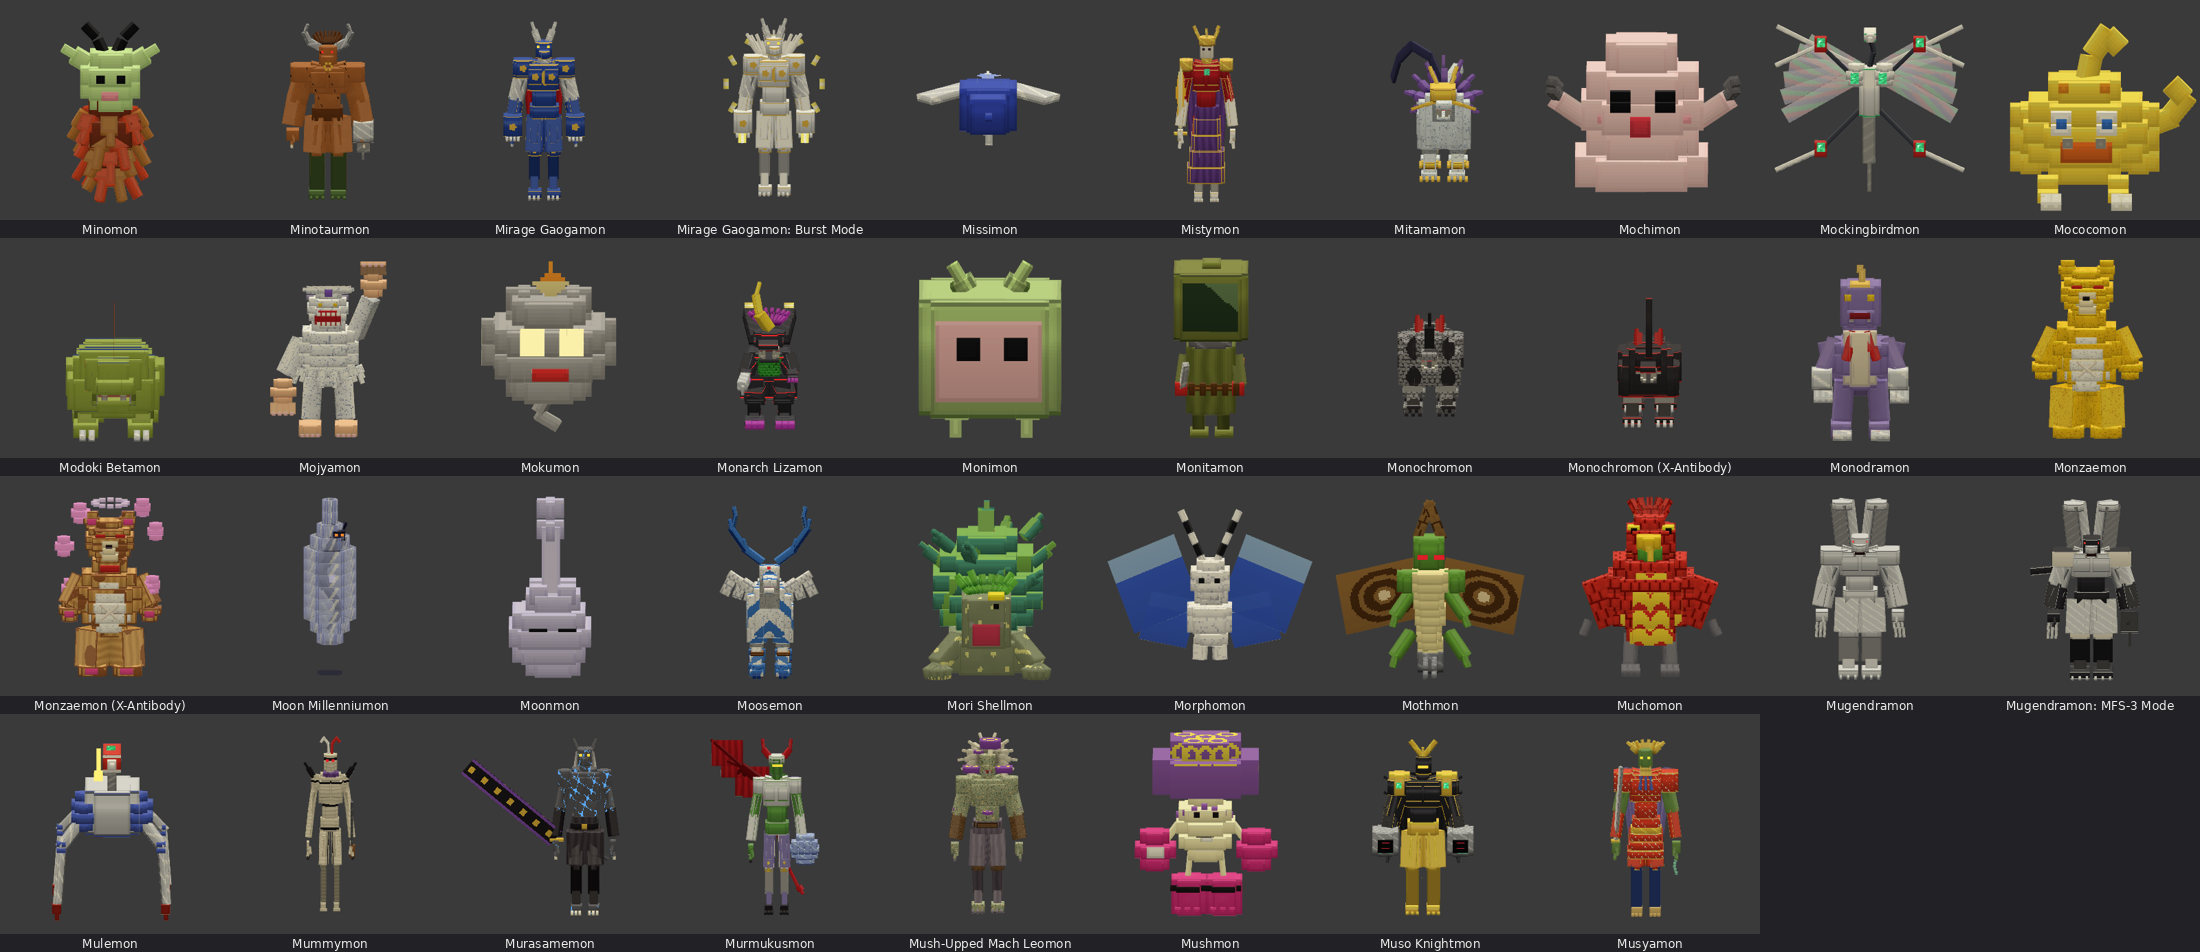 Minomon
Minotaurmon
Mirage Gaogamon
Mirage Gaogamon: Burst Mode
Missimon
Mistymon
Mitamamon
Mochimon
Mockingbirdmon
Mococomon
Modoki Betamon
Mojyamon
Mokumon
Monarch Lizamon
Monimon
Monitamon
Monochromon
Monochromon (X-Antibody)
Monodramon
Monzaemon
Monzaemon (X-Antibody)
Moon Millenniumon
Moonmon
Moosemon
Mori Shellmon
Morphomon
Mothmon
Muchomon
Mugendramon
Mugendramon: MFS-3 Mode
Mulemon
Mummymon
Murasamemon
Murmukusmon
Mush-Upped Mach Leomon
Mushmon
Muso Knightmon
Musyamon